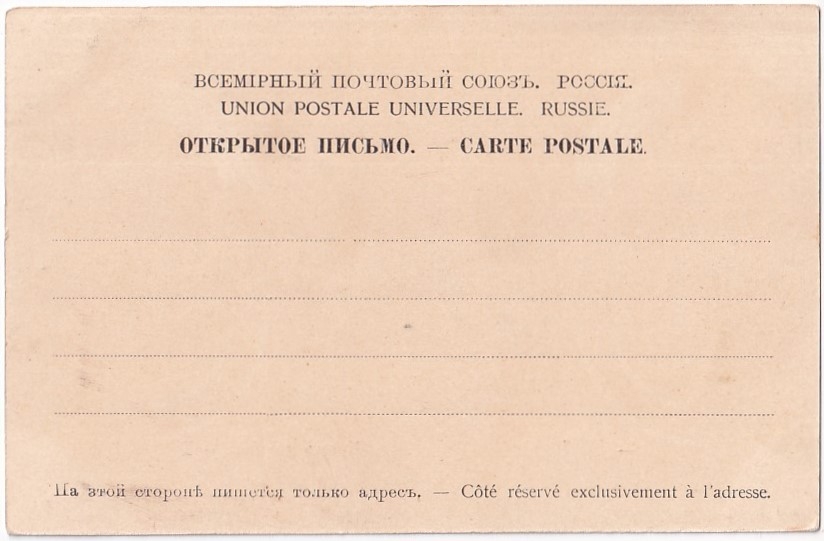 ВСЕМІРНЫЙ ПОЧТОВЫЙ СОЮЗЪ. РОССІЯ.
UNION POSTALE UNIVERSELLE. RUSSIE.
ОТКРЫТОЕ ПИСЬМО. — CARTE POSTALE.
На этой сторонѣ пишется только адресъ. — Côté réservé exclusivement à l'adresse.